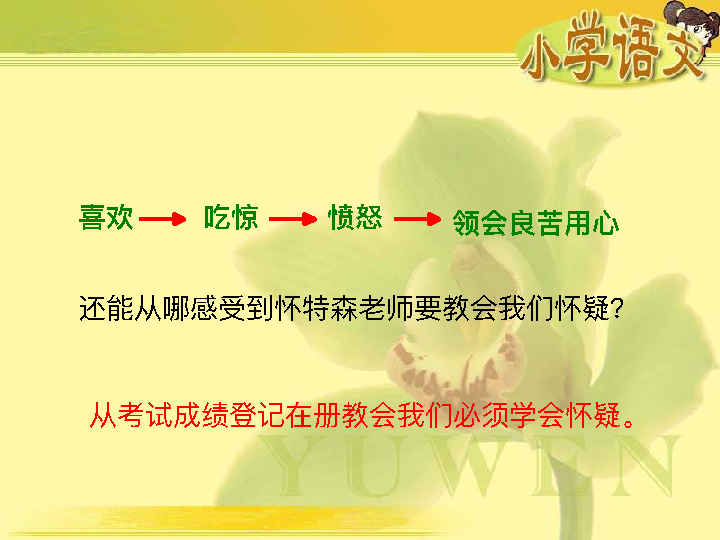 小学语文
喜欢 吃惊 愤怒 领会良苦用心
还能从哪感受到怀特森老师要教会我们怀疑?
从考试成绩登记在册教会我们必须学会怀疑。
YUWEN